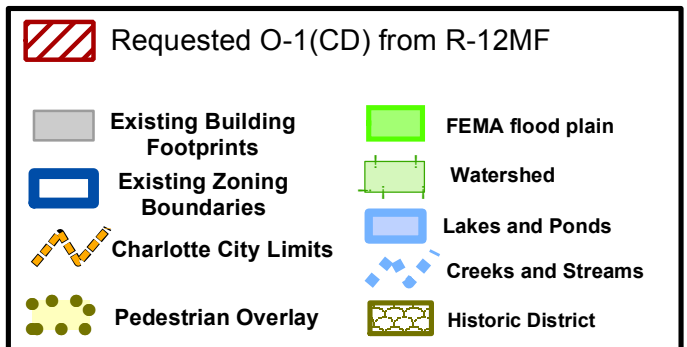 Requested O-1(CD) from R-12MF
Existing Building
Footprints
Existing Zoning
Boundaries
Charlotte City Limits
Pedestrian Overlay
FEMA flood plain
Watershed
Lakes and Ponds
Creeks and Streams
Historic District